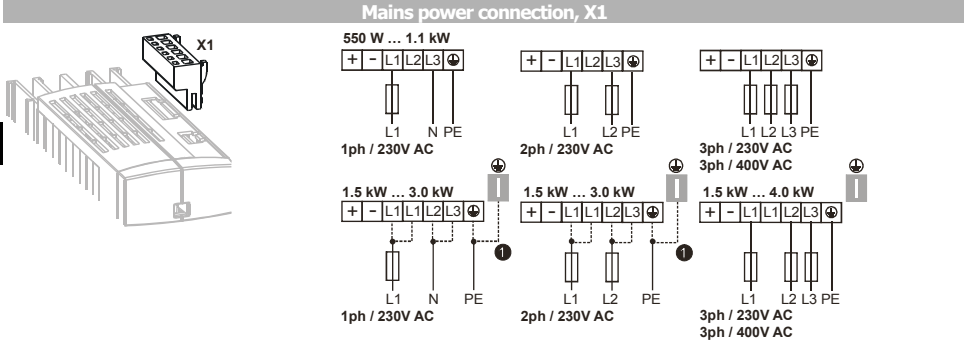 Mains power connection, X1
X1
550 W … 1.1 kW
+ - L1 L2 L3
L1 N PE
1ph / 230V AC
+ - L1 L2 L3
L1 L2 PE
2ph / 230V AC
+ - L1 L2 L3
L1 L2 L3 PE
3ph / 230V AC
3ph / 400V AC
1.5 kW … 3.0 kW
+ - L1 L1 L2 L3
1
L1 N PE
1ph / 230V AC
1.5 kW … 3.0 kW
+ - L1 L1 L2 L3
1
L1 L2 PE
2ph / 230V AC
1.5 kW … 4.0 kW
+ - L1 L1 L2 L3
L1 L2 L3 PE
3ph / 230V AC
3ph / 400V AC